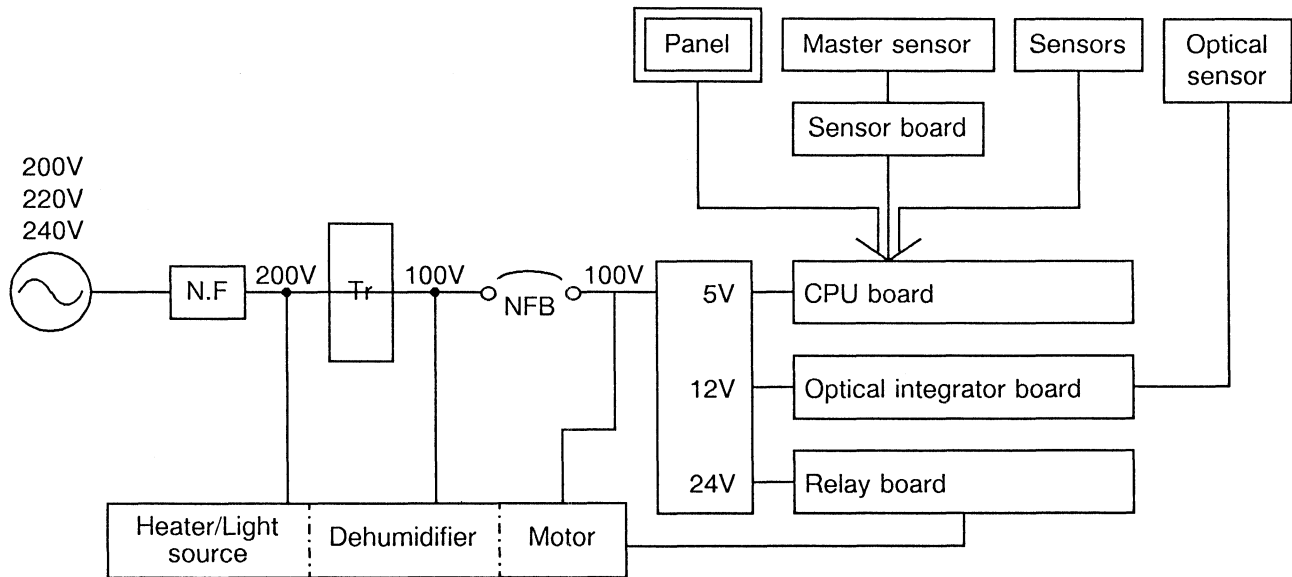 Panel
Master sensor
Sensors
Optical
sensor
Sensor board
200V
220V
240V
N.F
200V
Tr
100V
NFB
100V
5V
CPU board
12V
Optical integrator board
24V
Relay board
Heater/Light
source
Dehumidifier
Motor